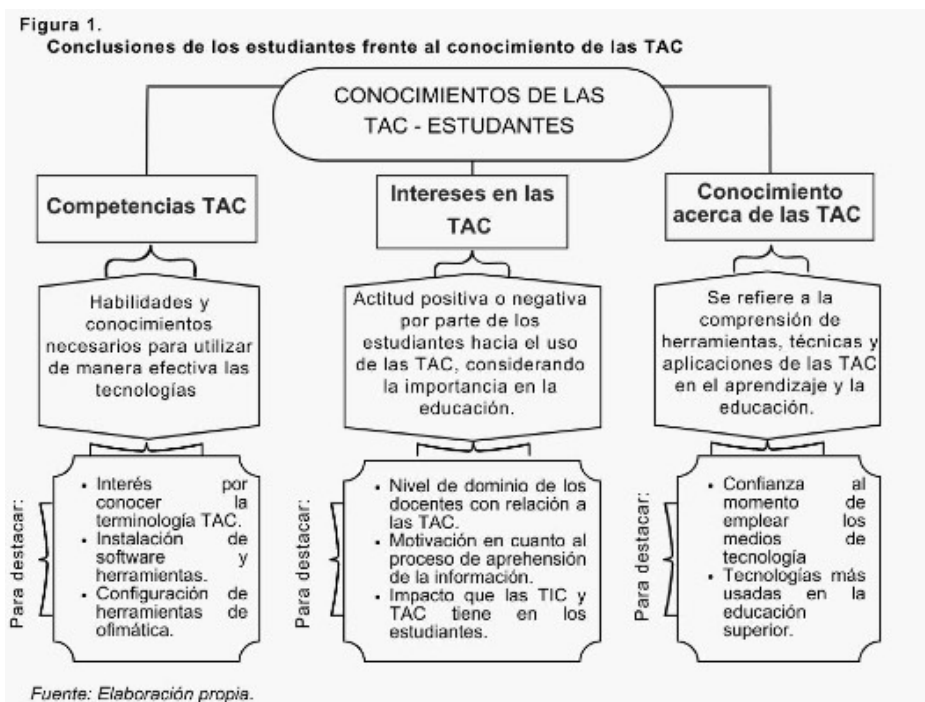 Figura 1.
Conclusiones de los estudiantes frente al conocimiento de las TAC
CONOCIMIENTOS DE LAS
TAC - ESTUDIANTES
Competencias TAC
Habilidades y
conocimientos
necesarios para utilizar
de manera efectiva las
tecnologías
Para destacar:
• Interés por
conocer la
terminología TAC.
• Instalación de
software y
herramientas.
• Configuración de
herramientas de
ofimática.
Intereses en las
TAC
Actitud positiva o negativa
por parte de los
estudiantes hacia el uso
de las TAC, considerando
la importancia en la
educación.
Para destacar:
• Nivel de dominio de los
docentes con relación a
las TAC.
• Motivación en cuanto al
proceso de aprehensión
de la información.
• Impacto que las TIC y
TAC tiene en los
estudiantes.
Conocimiento
acerca de las TAC
Se refiere a la
comprensión de
herramientas, técnicas y
aplicaciones de las TAC
en el aprendizaje y la
educación.
Para destacar:
• Confianza al
momento de
emplear los
medios de
tecnología
• Tecnologías más
usadas en la
educación
superior.
Fuente: Elaboración propia.